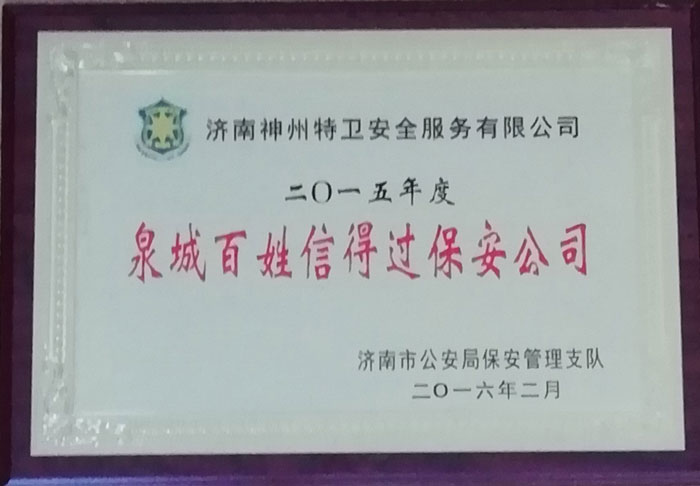 济南神州特卫安全服务有限公司
二〇一五年度
泉城百姓信得过保安公司
济南市公安局保安管理支队
二〇一六年二月